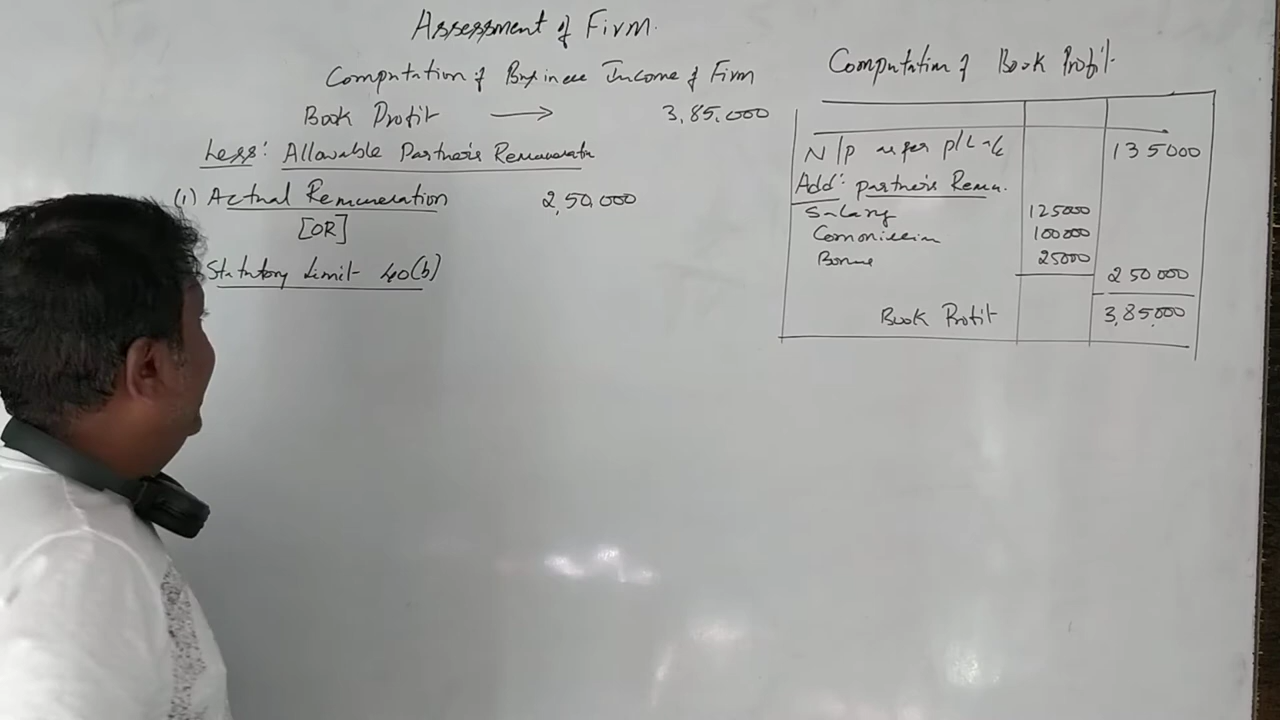 Assessment of Firm.
Computation of Business Income of Firm
Book Profit → 3,85,000
Less: Allowable Partner's Remuneratn
(1) Actual Remuneration 2,50,000
[OR]
Statutory Limit 40(b)
Computation of Book Profit
N/P as per P/L a/c 135000
Add: partner's Remu.
Salary 125000
Commission 100000
Bonus 25000
250000
Book Profit 3,85,000